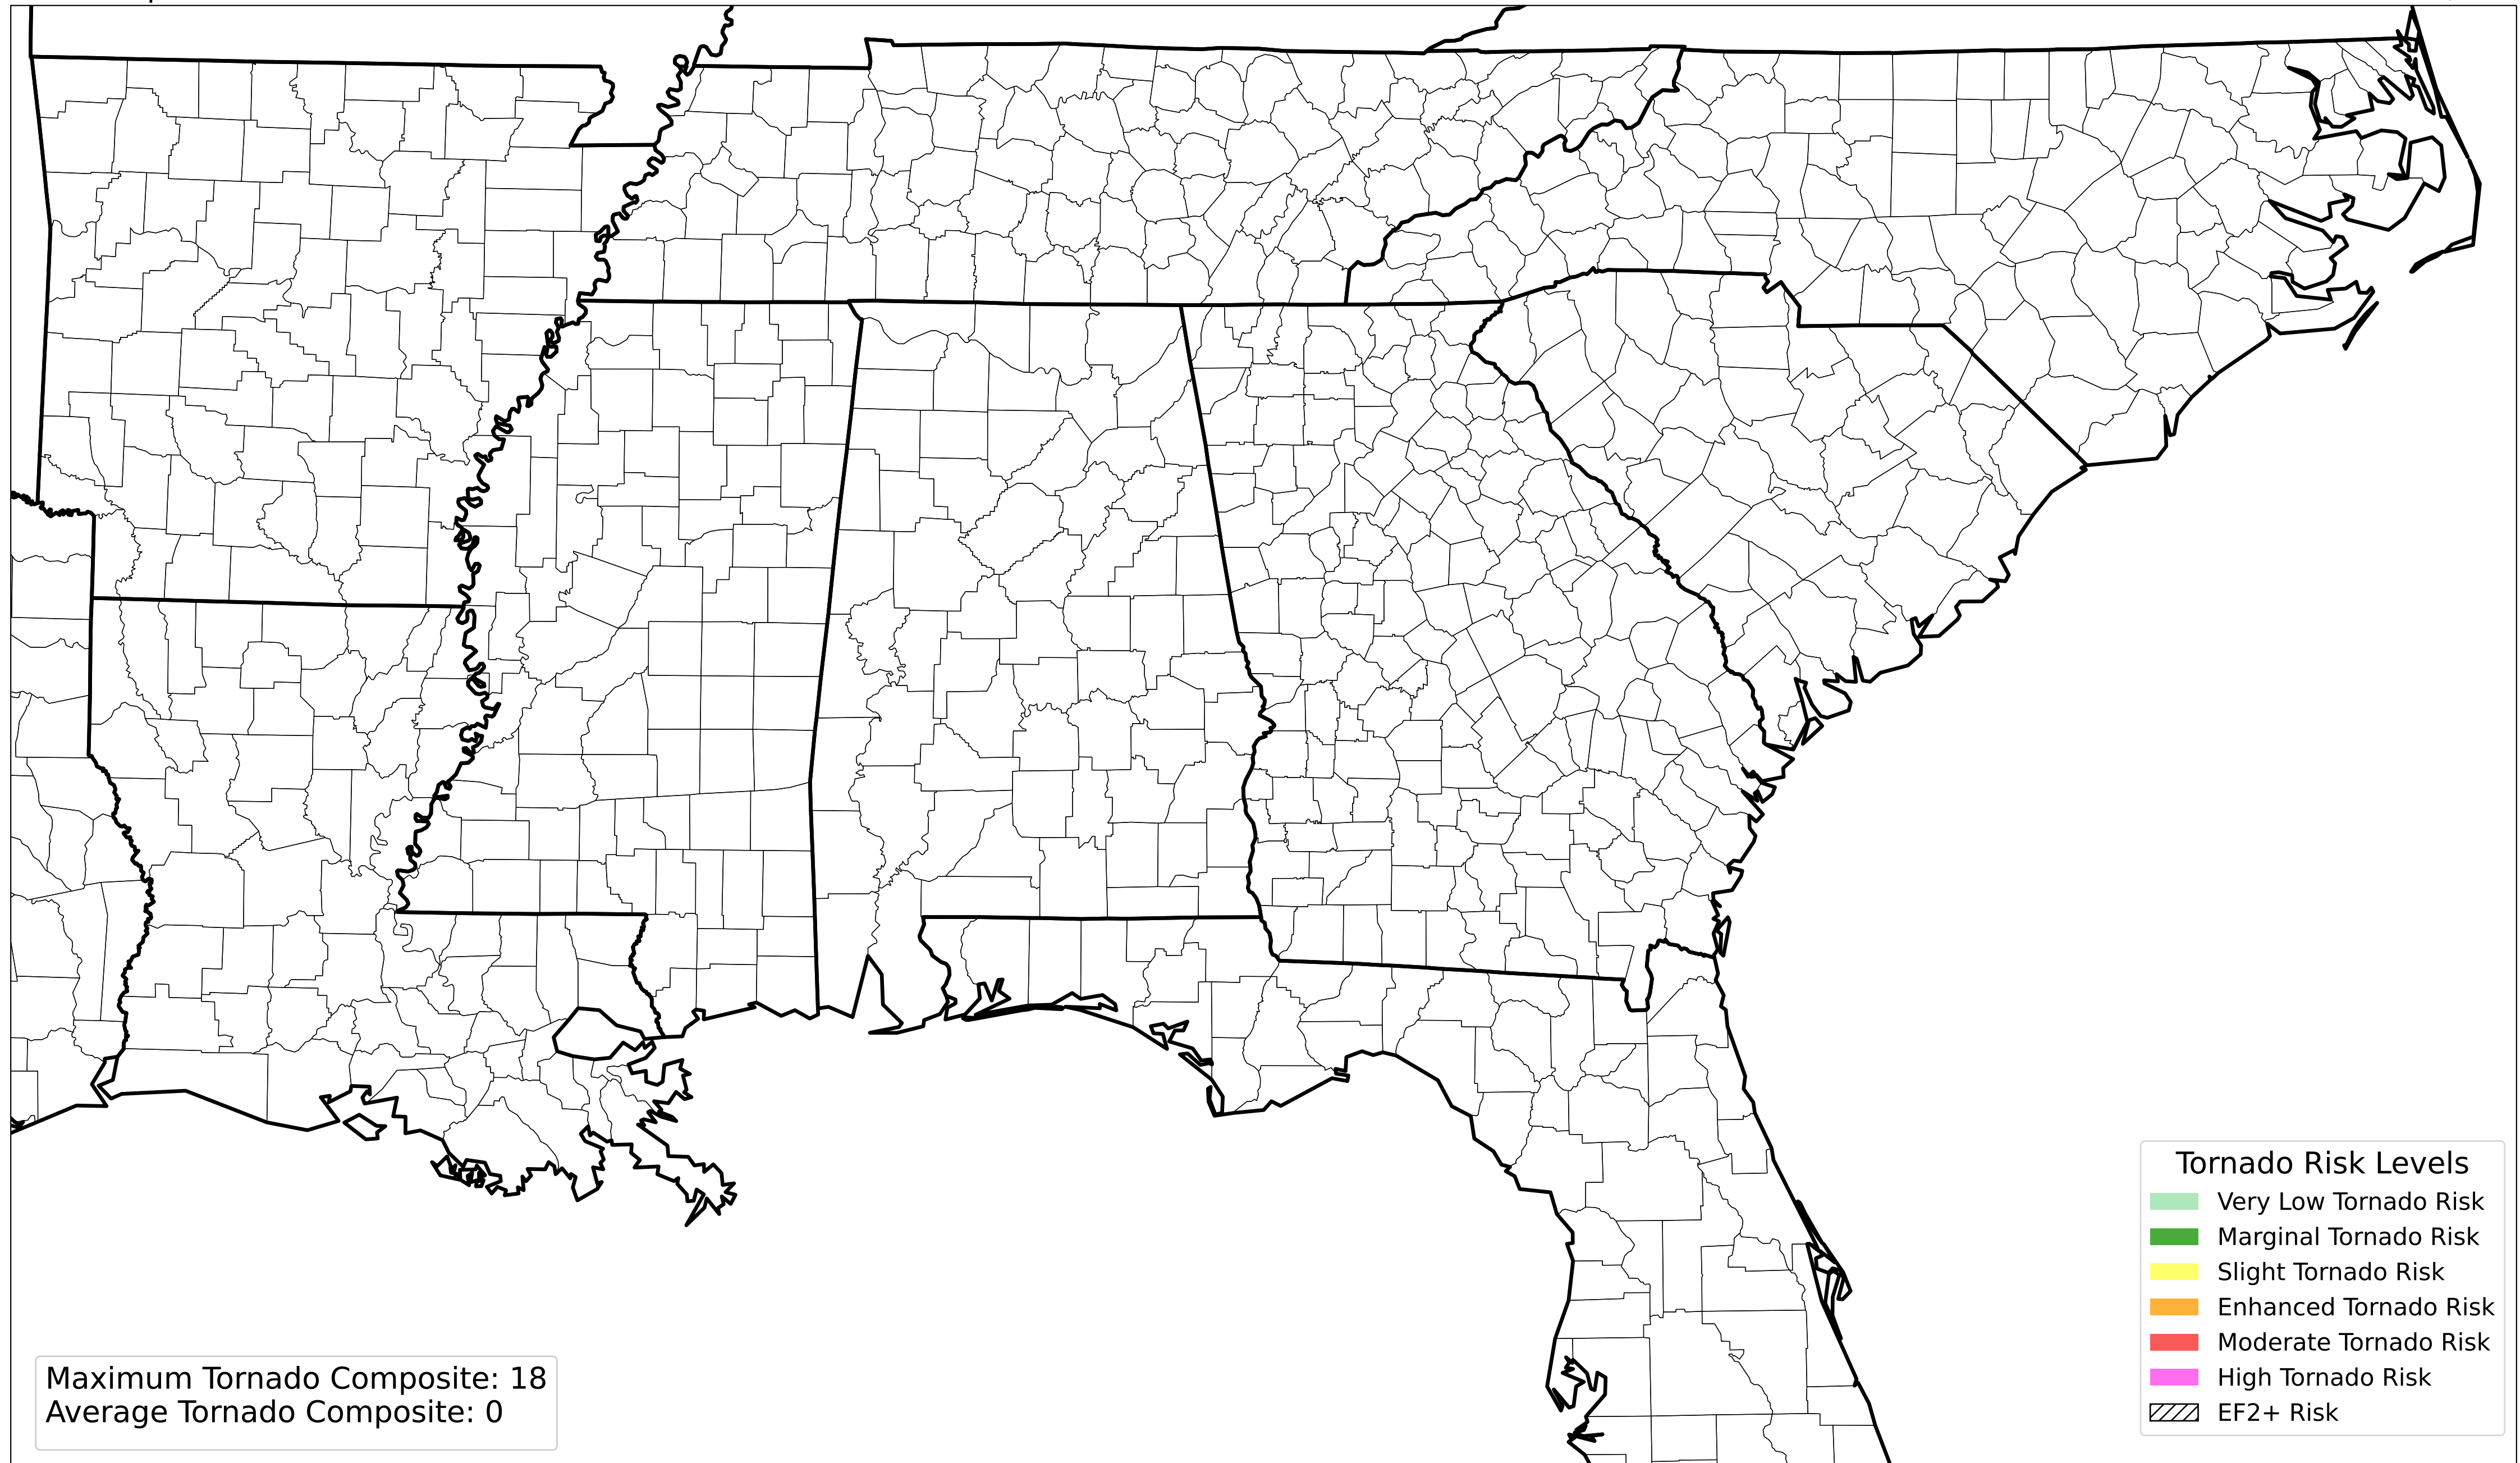 Tornado Risk Levels
Very Low Tornado Risk
Marginal Tornado Risk
Slight Tornado Risk
Enhanced Tornado Risk
Moderate Tornado Risk
High Tornado Risk
EF2+ Risk
Maximum Tornado Composite: 18
Average Tornado Composite: 0